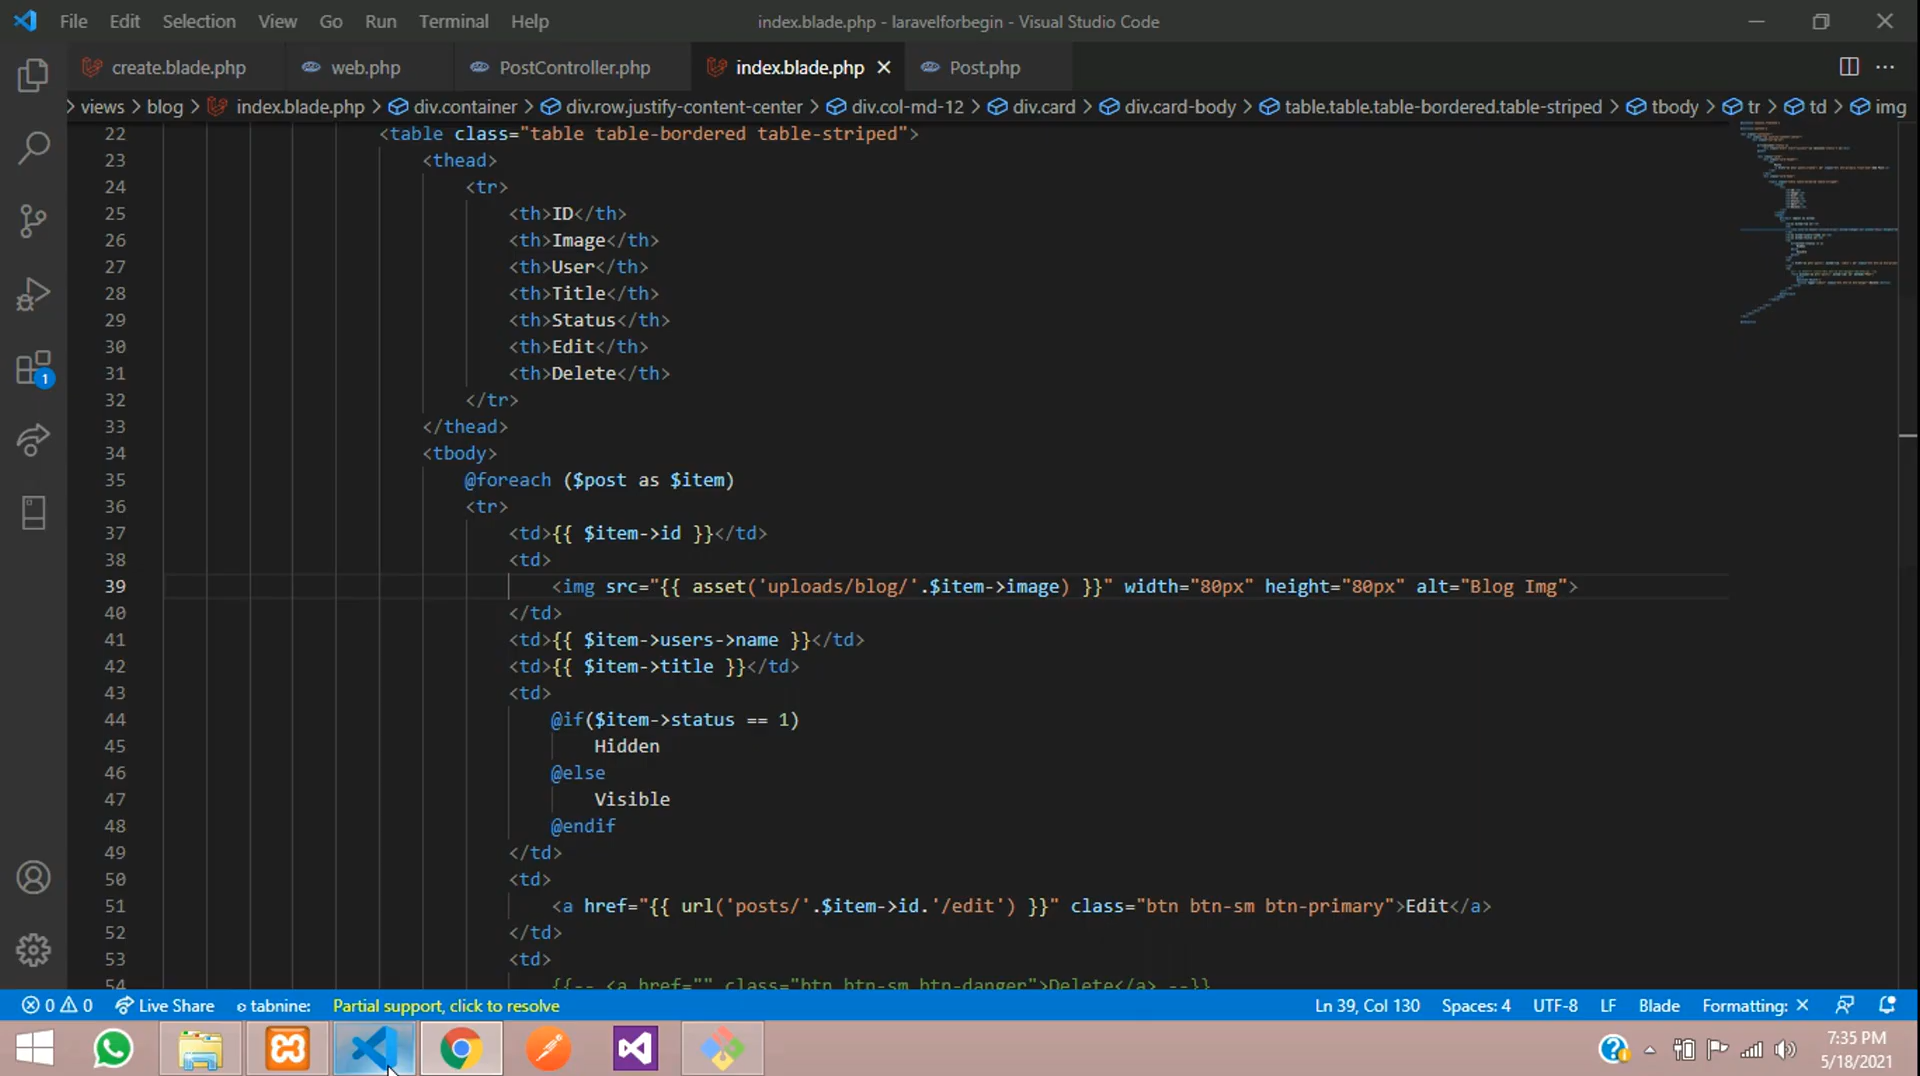 File Edit Selection View Go Run Terminal Help index.blade.php - laravelforbegin - Visual Studio Code
create.blade.php web.php PostController.php index.blade.php Post.php
views > blog > index.blade.php > div.container > div.row.justify-content-center > div.col-md-12 > div.card > div.card-body > table.table.table-bordered.table-striped > tbody > tr > td > img
22 <table class="table table-bordered table-striped">
23 <thead>
24 <tr>
25 <th>ID</th>
26 <th>Image</th>
27 <th>User</th>
28 <th>Title</th>
29 <th>Status</th>
30 <th>Edit</th>
31 <th>Delete</th>
32 </tr>
33 </thead>
34 <tbody>
35 @foreach ($post as $item)
36 <tr>
37 <td>{{ $item->id }}</td>
38 <td>
39 <img src="{{ asset('uploads/blog/'.$item->image) }}" width="80px" height="80px" alt="Blog Img">
40 </td>
41 <td>{{ $item->users->name }}</td>
42 <td>{{ $item->title }}</td>
43 <td>
44 @if($item->status == 1)
45 Hidden
46 @else
47 Visible
48 @endif
49 </td>
50 <td>
51 <a href="{{ url('posts/'.$item->id.'/edit') }}" class="btn btn-sm btn-primary">Edit</a>
52 </td>
53 <td>
54 {{-- <a href="" class="btn btn-sm btn-danger">Delete</a> --}}
1
0 0 Live Share tabnine: Partial support, click to resolve Ln 39, Col 130 Spaces: 4 UTF-8 LF Blade Formatting: ×
7:35 PM
5/18/2021